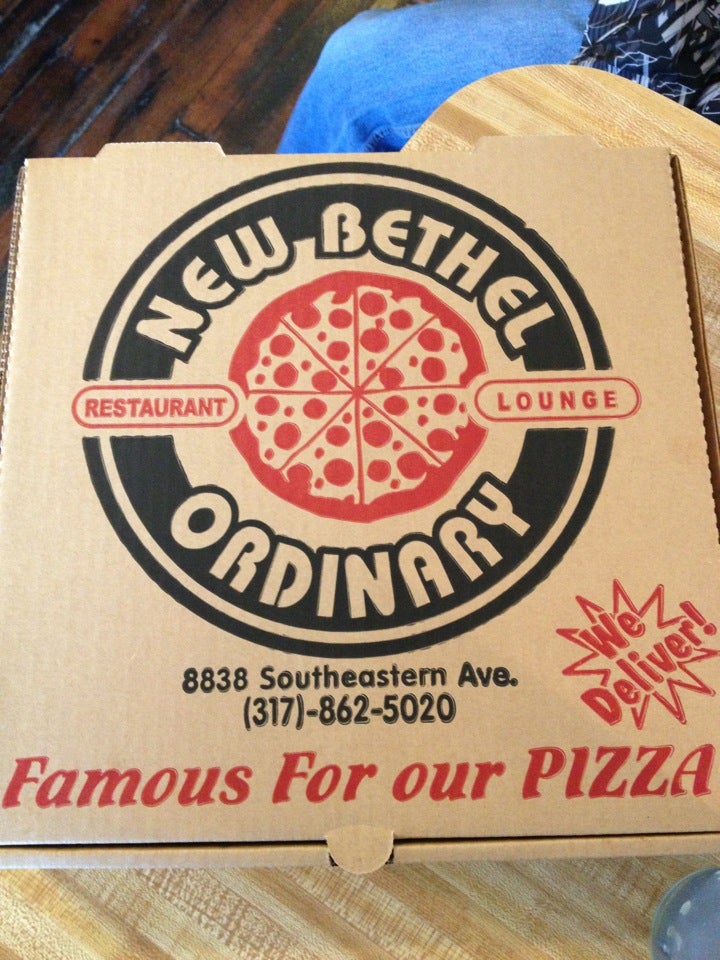 NEW BETHEL
RESTAURANT
LOUNGE
ORDINARY
We
Deliver!
8838 Southeastern Ave.
(317)-862-5020
Famous For our PIZZA